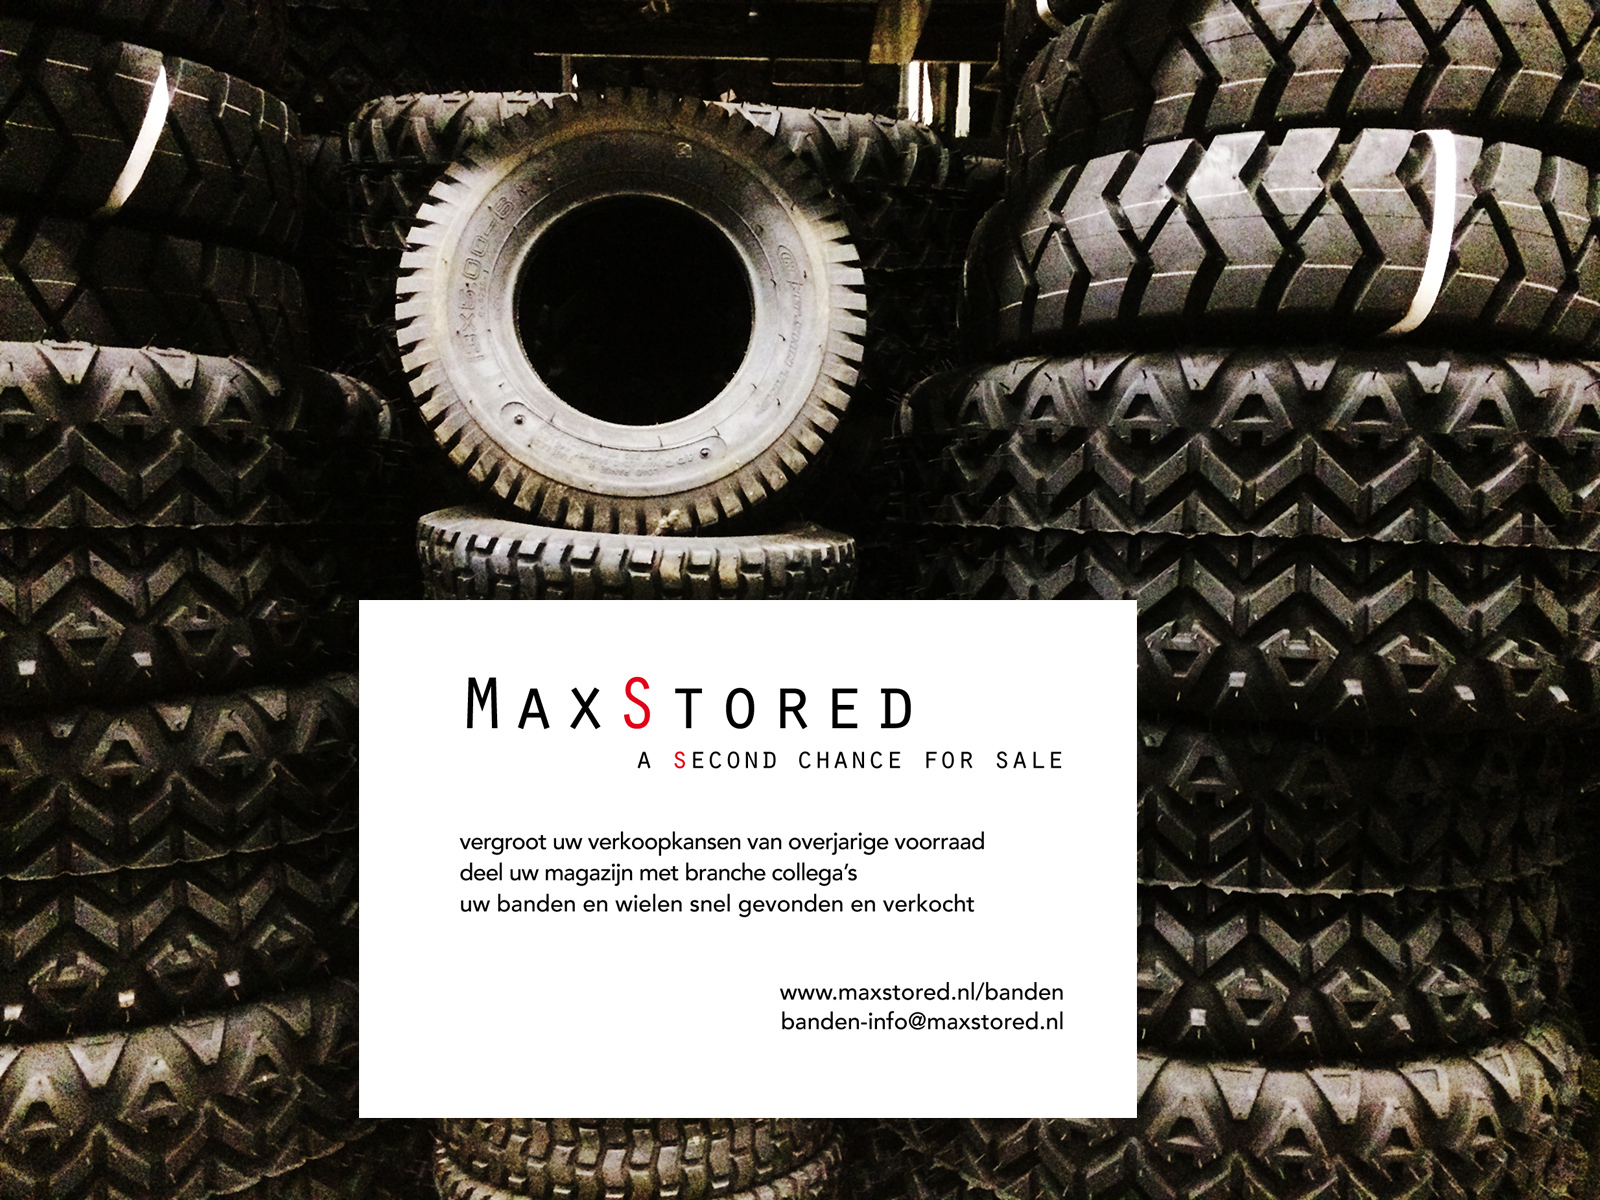 MAXSTORED
A SECOND CHANCE FOR SALE
vergroot uw verkoopkansen van overjarige voorraad
deel uw magazijn met branche collega's
uw banden en wielen snel gevonden en verkocht
www.maxstored.nl/banden
banden-info@maxstored.nl